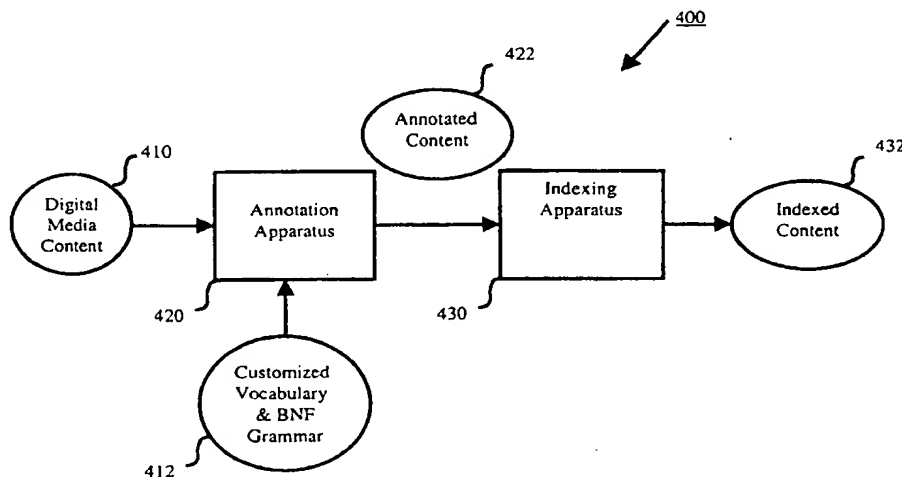 400
422
Annotated
Content
410
432
Digital
Media
Content
Annotation
Apparatus
Indexing
Apparatus
Indexed
Content
420
430
Customized
Vocabulary
& BNF
Grammar
412